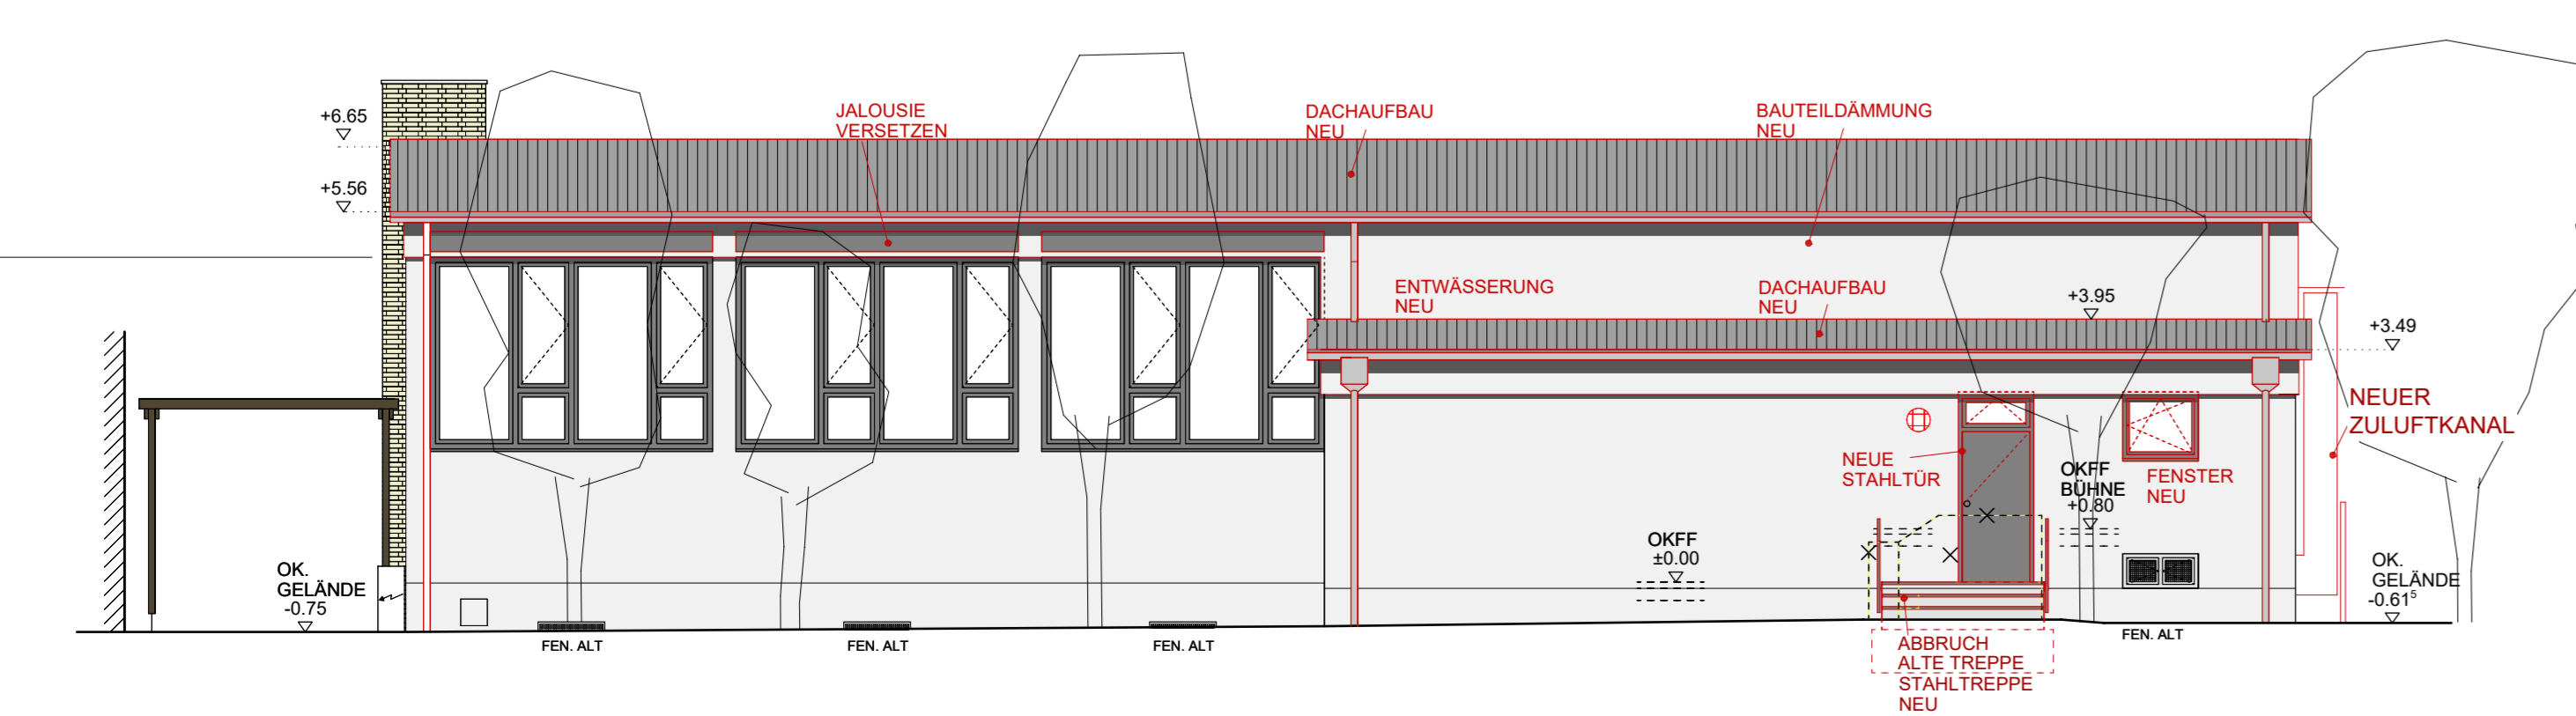 +6.65
+5.56
JALOUSIE
VERSETZEN
DACHAUFBAU
NEU
BAUTEILDÄMMUNG
NEU
ENTWÄSSERUNG
NEU
DACHAUFBAU
NEU
+3.95
+3.49
NEUER
ZULUFTKANAL
NEUE
STAHLTÜR
OKFF
BÜHNE
+0.80
FENSTER
NEU
OKFF
±0.00
OK.
GELÄNDE
-0.75
OK.
GELÄNDE
-0.61⁵
FEN. ALT
FEN. ALT
FEN. ALT
FEN. ALT
ABBRUCH
ALTE TREPPE
STAHLTREPPE
NEU